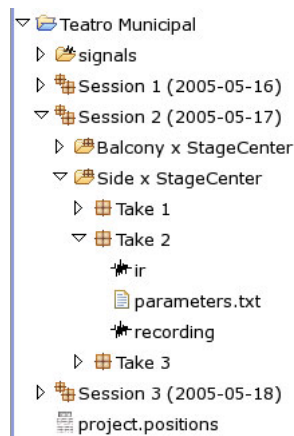 Teatro Municipal
signals
Session 1 (2005-05-16)
Session 2 (2005-05-17)
Balcony x StageCenter
Side x StageCenter
Take 1
Take 2
ir
parameters.txt
recording
Take 3
Session 3 (2005-05-18)
project.positions